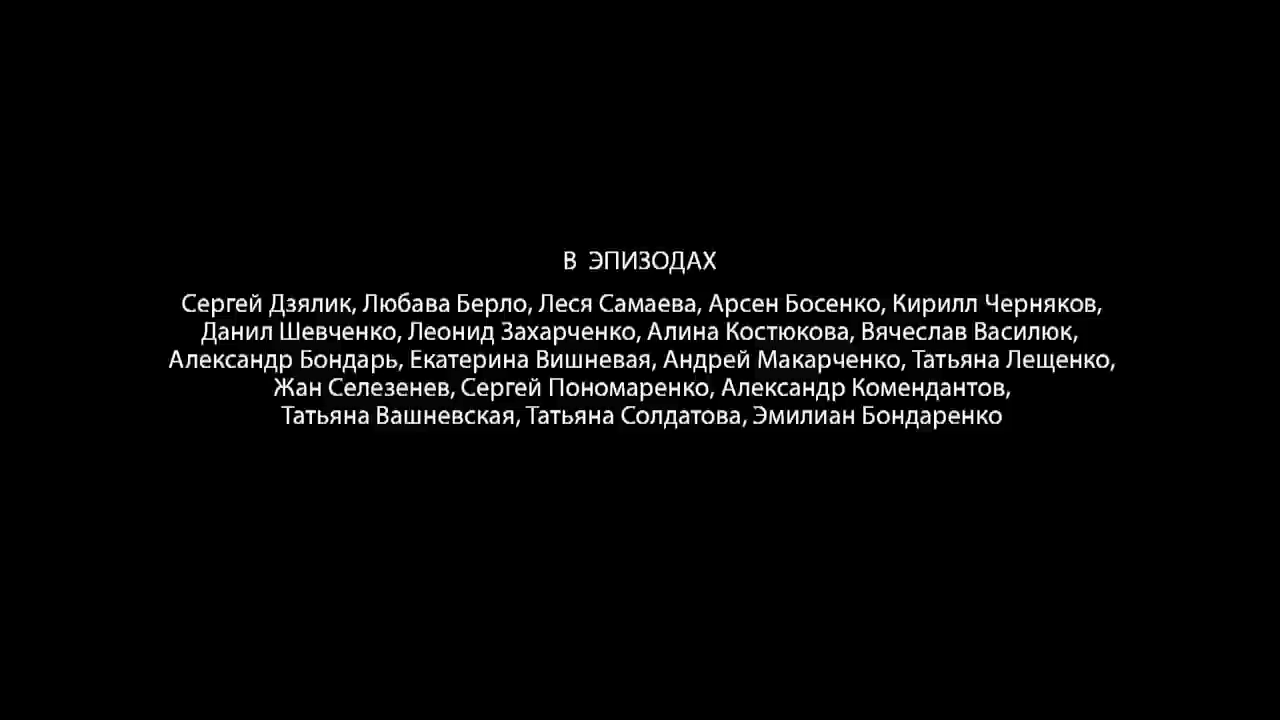 В ЭПИЗОДАХ
Сергей Дзялик, Любава Берло, Леся Самаева, Арсен Босенко, Кирилл Черняков,
Данил Шевченко, Леонид Захарченко, Алина Костюкова, Вячеслав Василюк,
Александр Бондарь, Екатерина Вишневая, Андрей Макарченко, Татьяна Лещенко,
Жан Селезенев, Сергей Пономаренко, Александр Комендантов,
Татьяна Вашневская, Татьяна Солдатова, Эмилиан Бондаренко